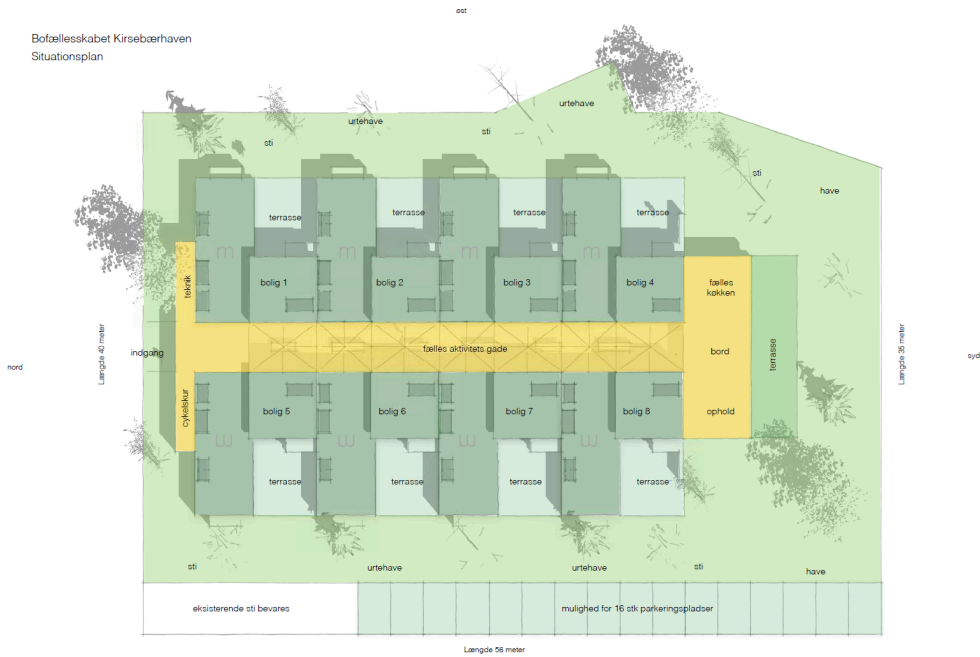 øst
Bofællesskabet Kirsebærhaven
Situationsplan
urtehave
urtehave
sti
sti
sti
have
terrasse
terrasse
terrasse
terrasse
teknik
bolig 1
bolig 2
bolig 3
bolig 4
fælles
køkken
Længde 40 meter
indgang
fælles aktivitets gade
bord
terrasse
Længde 35 meter
nord
syd
cykelskur
bolig 5
bolig 6
bolig 7
bolig 8
ophold
terrasse
terrasse
terrasse
terrasse
sti
urtehave
urtehave
sti
have
eksisterende sti bevares
mulighed for 16 stk parkeringspladser
Længde 56 meter